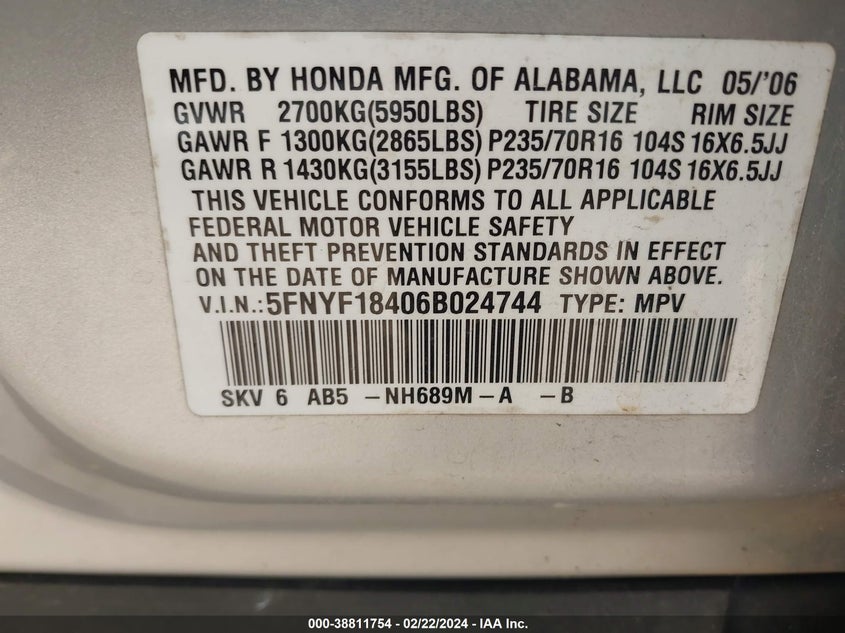 MFD. BY HONDA MFG. OF ALABAMA, LLC 05/'06
GVWR 2700KG(5950LBS) TIRE SIZE RIM SIZE
GAWR F 1300KG(2865LBS) P235/70R16 104S 16X6.5JJ
GAWR R 1430KG(3155LBS) P235/70R16 104S 16X6.5JJ
THIS VEHICLE CONFORMS TO ALL APPLICABLE
FEDERAL MOTOR VEHICLE SAFETY
AND THEFT PREVENTION STANDARDS IN EFFECT
ON THE DATE OF MANUFACTURE SHOWN ABOVE.
V.I.N.:5FNYF18406B024744 TYPE: MPV
SKV 6 AB5 -NH689M-A -B
000-38811754 - 02/22/2024 - IAA Inc.